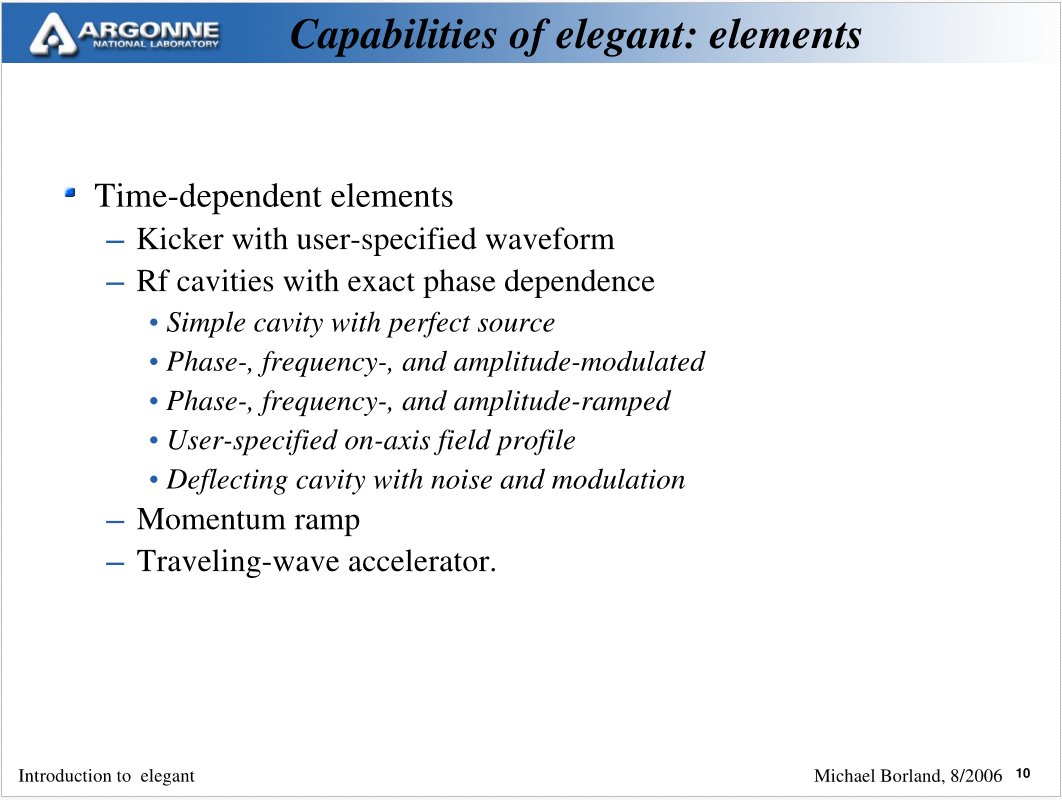 ARGONNE
NATIONAL LABORATORY
Capabilities of elegant: elements
Time-dependent elements
– Kicker with user-specified waveform
– Rf cavities with exact phase dependence
• Simple cavity with perfect source
• Phase-, frequency-, and amplitude-modulated
• Phase-, frequency-, and amplitude-ramped
• User-specified on-axis field profile
• Deflecting cavity with noise and modulation
– Momentum ramp
– Traveling-wave accelerator.
Introduction to  elegant
Michael Borland, 8/2006 10